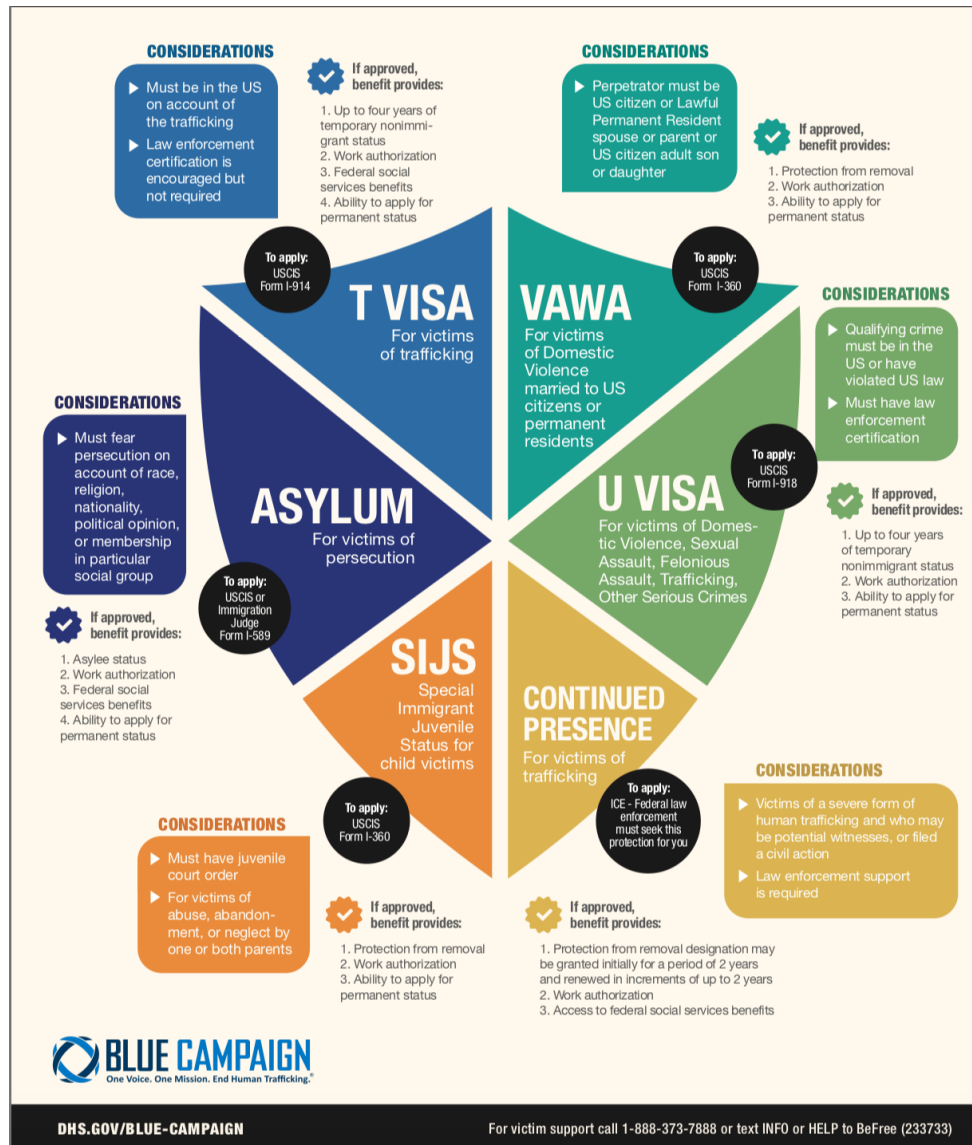 CONSIDERATIONS
Must be in the US
on account of
the trafficking
Law enforcement
certification is
encouraged but
not required
If approved,
benefit provides:
1. Up to four years of
temporary nonimmi-
grant status
2. Work authorization
3. Federal social
services benefits
4. Ability to apply for
permanent status
To apply:
USCIS
Form I-914
T VISA
For victims
of trafficking
CONSIDERATIONS
Perpetrator must be
US citizen or Lawful
Permanent Resident
spouse or parent or
US citizen adult son
or daughter
If approved,
benefit provides:
1. Protection from removal
2. Work authorization
3. Ability to apply for
permanent status
To apply:
USCIS
Form I-360
VAWA
For victims
of Domestic
Violence
married to US
citizens or
permanent
residents
CONSIDERATIONS
Qualifying crime
must be in the
US or have
violated US law
Must have law
enforcement
certification
To apply:
USCIS
Form I-918
U VISA
For victims of Domes-
tic Violence, Sexual
Assault, Felonious
Assault, Trafficking,
Other Serious Crimes
If approved,
benefit provides:
1. Up to four years
of temporary
nonimmigrant status
2. Work authorization
3. Ability to apply for
permanent status
CONSIDERATIONS
Must fear
persecution on
account of race,
religion,
nationality,
political opinion,
or membership
in particular
social group
ASYLUM
For victims of
persecution
To apply:
USCIS or
Immigration
Judge
Form I-589
If approved,
benefit provides:
1. Asylee status
2. Work authorization
3. Federal social
services benefits
4. Ability to apply for
permanent status
SIJS
Special
Immigrant
Juvenile
Status for
child victims
To apply:
USCIS
Form I-360
CONSIDERATIONS
Must have juvenile
court order
For victims of
abuse, abandon-
ment, or neglect by
one or both parents
If approved,
benefit provides:
1. Protection from removal
2. Work authorization
3. Ability to apply for
permanent status
CONTINUED
PRESENCE
For victims of
trafficking
To apply:
ICE - Federal law
enforcement
must seek this
protection for you
CONSIDERATIONS
Victims of a severe form of
human trafficking and who may
be potential witnesses, or filed
a civil action
Law enforcement support
is required
If approved,
benefit provides:
1. Protection from removal designation may
be granted initially for a period of 2 years
and renewed in increments of up to 2 years
2. Work authorization
3. Access to federal social services benefits
BLUE CAMPAIGN
One Voice. One Mission. End Human Trafficking.®
DHS.GOV/BLUE-CAMPAIGN
For victim support call 1-888-373-7888 or text INFO or HELP to BeFree (233733)